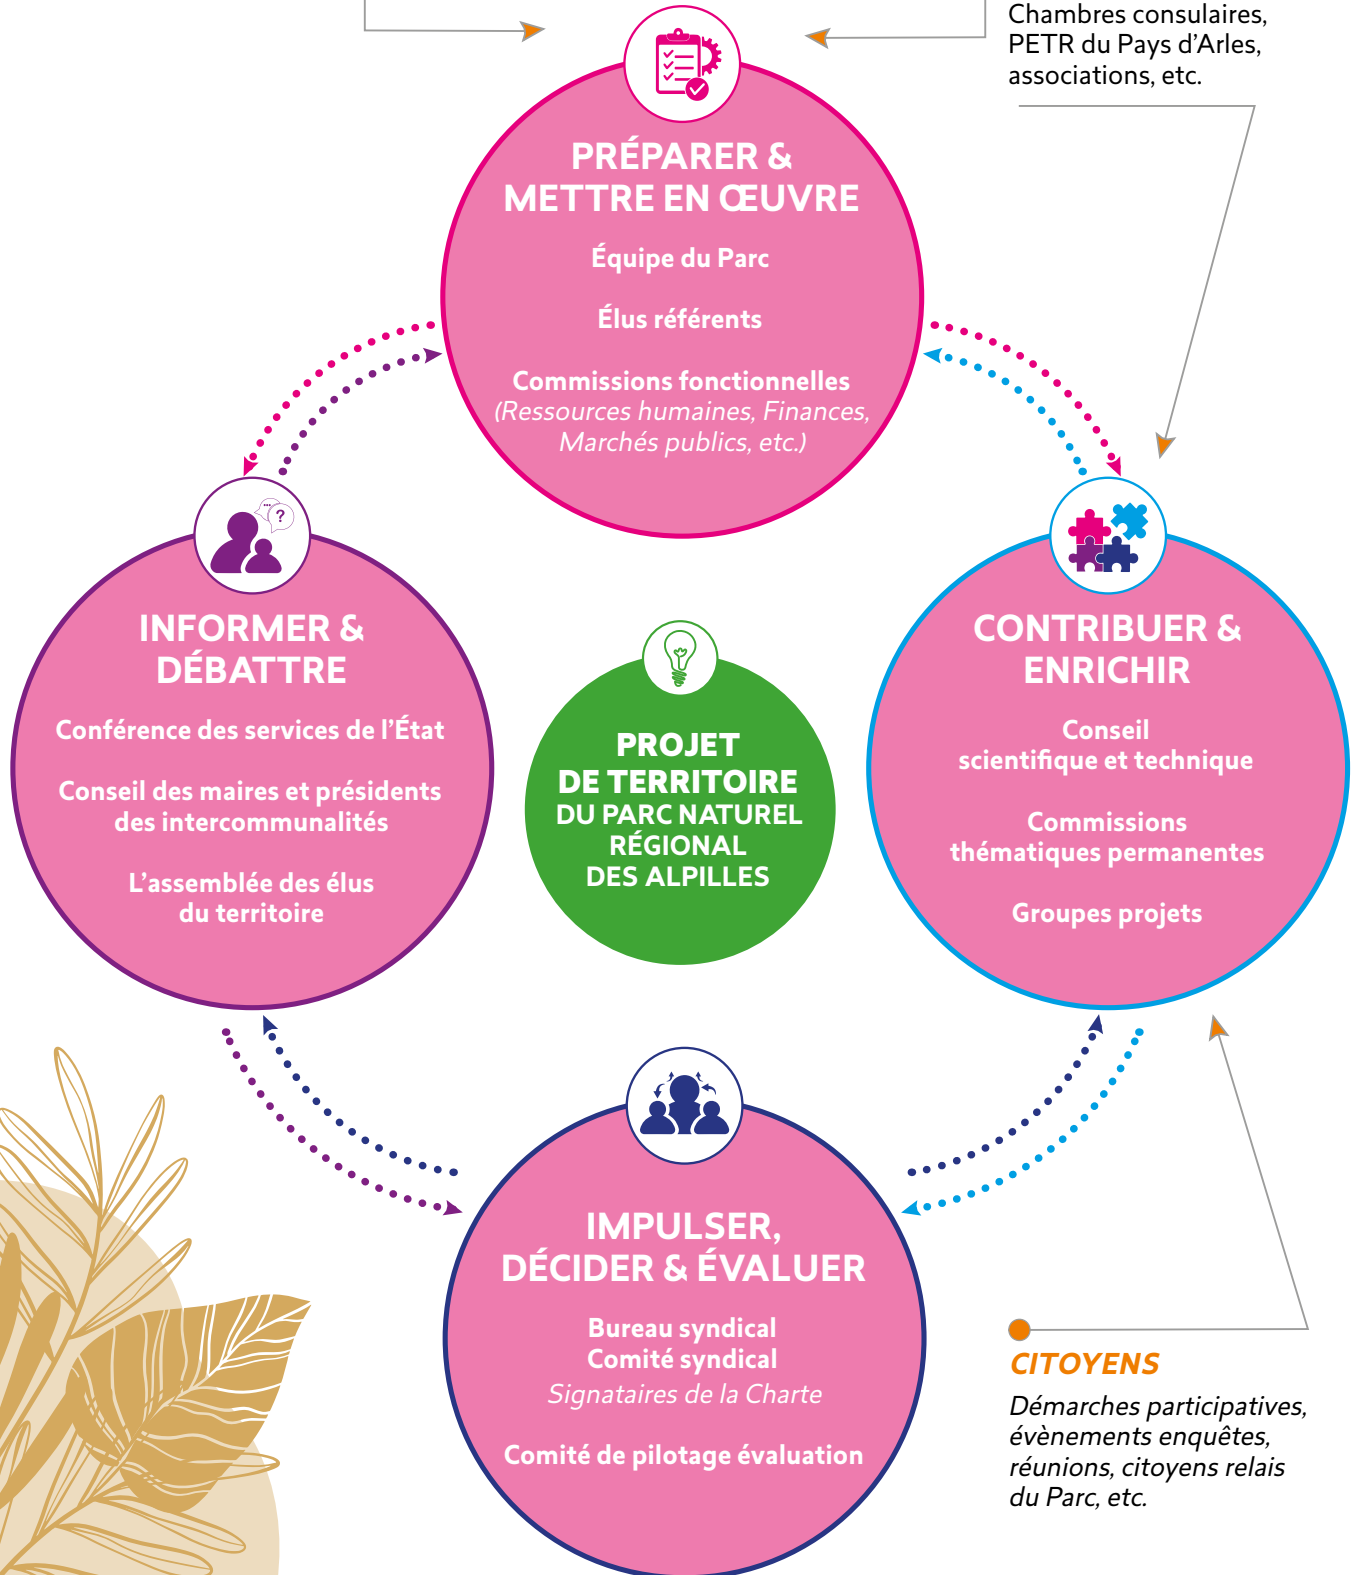 Chambres consulaires,
PETR du Pays d’Arles,
associations, etc.
PRÉPARER &
METTRE EN ŒUVRE
Équipe du Parc
Élus référents
Commissions fonctionnelles
(Ressources humaines, Finances,
Marchés publics, etc.)
?
INFORMER &
DÉBATTRE
Conférence des services de l’État
Conseil des maires et présidents
des intercommunalités
L’assemblée des élus
du territoire
PROJET
DE TERRITOIRE
DU PARC NATUREL
RÉGIONAL
DES ALPILLES
CONTRIBUER &
ENRICHIR
Conseil
scientifique et technique
Commissions
thématiques permanentes
Groupes projets
IMPULSER,
DÉCIDER & ÉVALUER
Bureau syndical
Comité syndical
Signataires de la Charte
Comité de pilotage évaluation
CITOYENS
Démarches participatives,
évènements enquêtes,
réunions, citoyens relais
du Parc, etc.